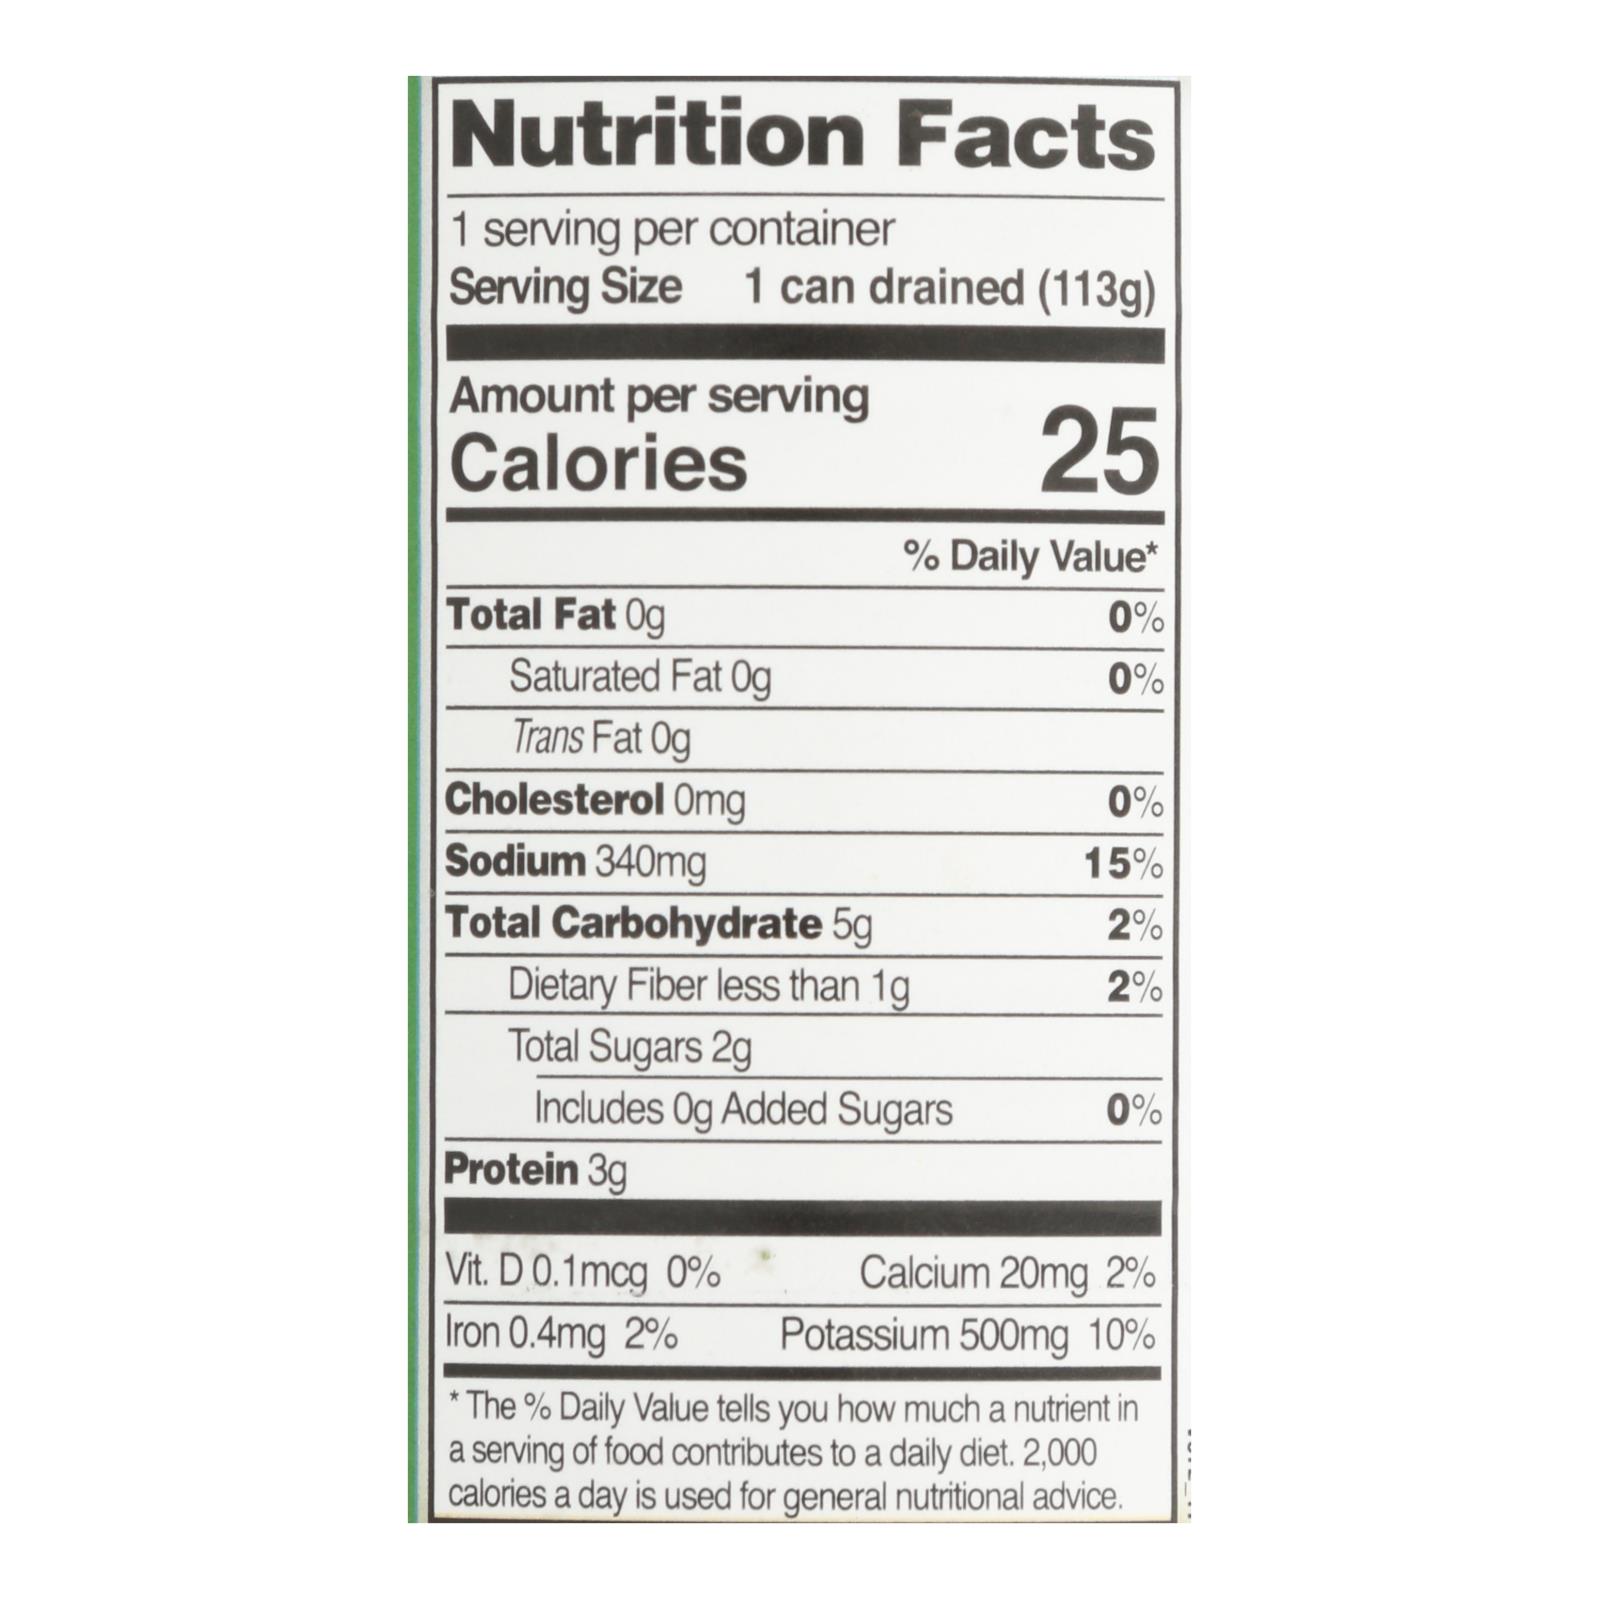 Nutrition Facts
1 serving per container
Serving Size 1 can drained (113g)
Amount per serving
Calories 25
% Daily Value*
Total Fat 0g 0%
Saturated Fat 0g 0%
Trans Fat 0g
Cholesterol 0mg 0%
Sodium 340mg 15%
Total Carbohydrate 5g 2%
Dietary Fiber less than 1g 2%
Total Sugars 2g
Includes 0g Added Sugars 0%
Protein 3g
Vit. D 0.1mcg 0% Calcium 20mg 2%
Iron 0.4mg 2% Potassium 500mg 10%
* The % Daily Value tells you how much a nutrient in
a serving of food contributes to a daily diet. 2,000
calories a day is used for general nutritional advice.